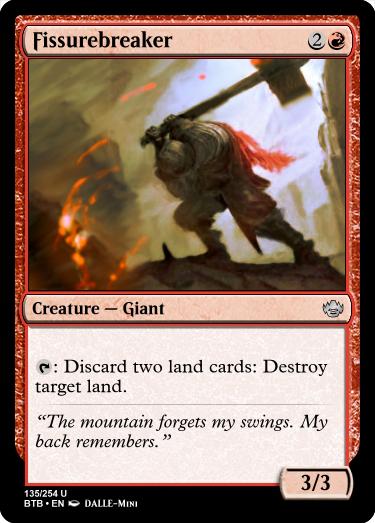 Fissurebreaker 2
: Discard two land cards: Destroy
target land.
Creature — Giant
“The mountain forgets my swings. My
back remembers.”
3/3
135/254 U
BTB • EN DALLE-Mini